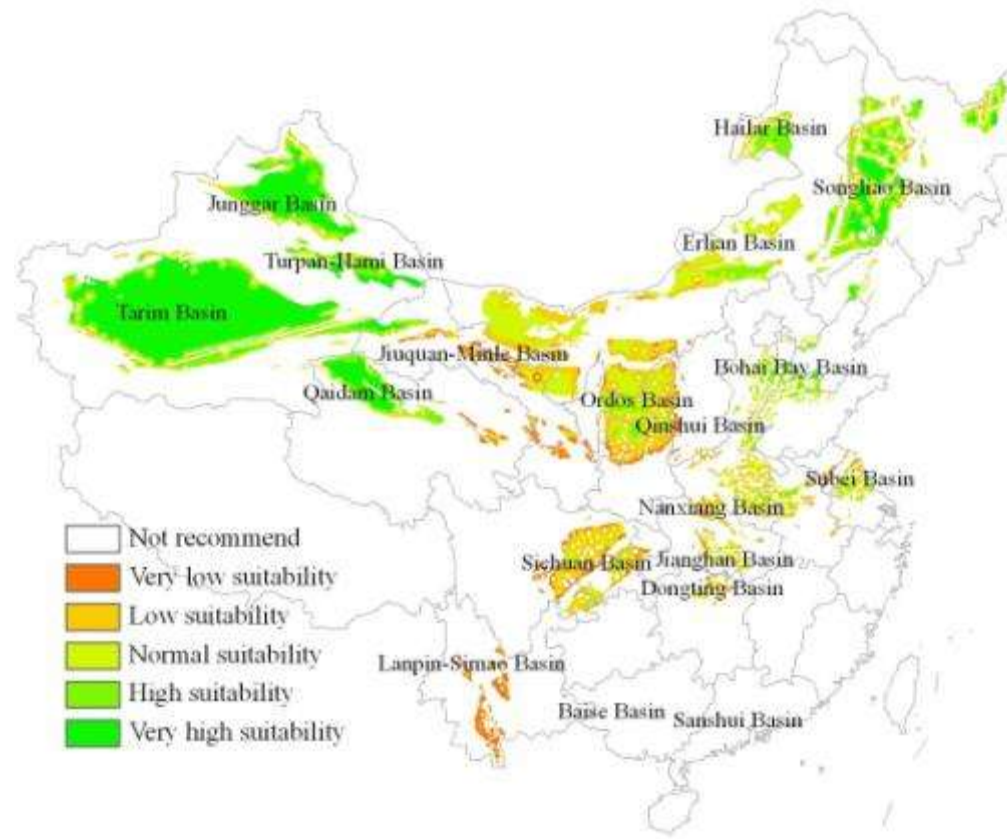 Hailar Basin
Songliao Basin
Junggar Basin
Erlian Basin
Turpan-Hami Basin
Tarim Basin
Jiuquan-Minle Basin
Bohai Bay Basin
Qaidam Basin
Ordos Basin
Qinshui Basin
Subei Basin
Nanxiang Basin
Sichuan Basin
Jianghan Basin
Dongting Basin
Lanpin-Simao Basin
Baise Basin
Sanshui Basin
Not recommend
Very low suitability
Low suitability
Normal suitability
High suitability
Very high suitability